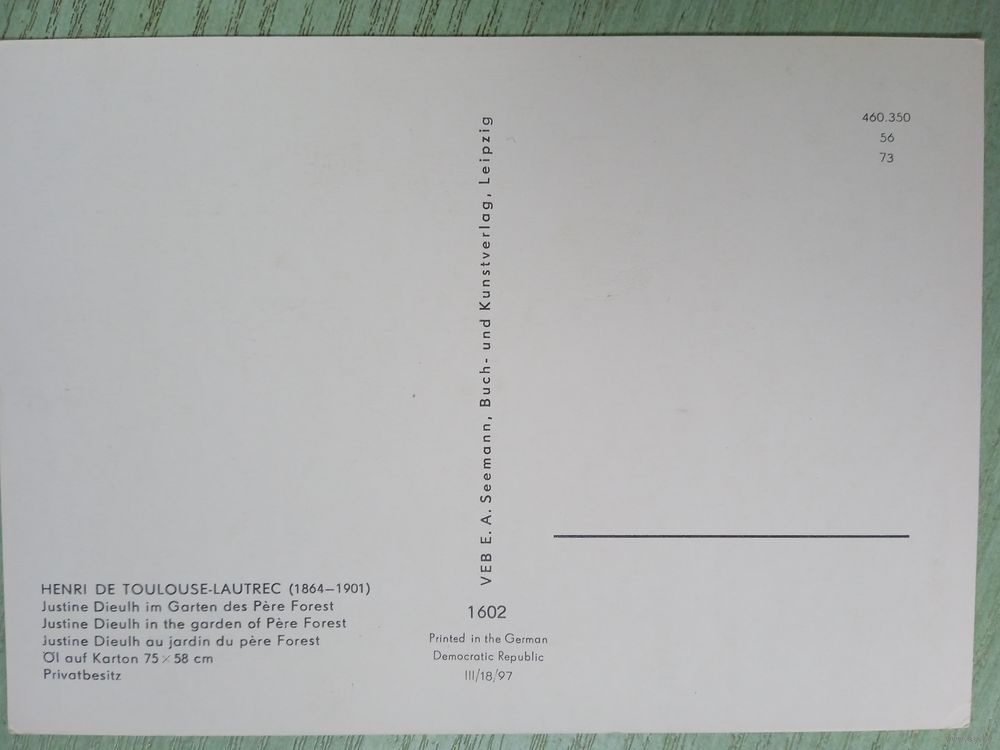 HENRI DE TOULOUSE-LAUTREC (1864–1901)
Justine Dieulh im Garten des Père Forest
Justine Dieulh in the garden of Père Forest
Justine Dieulh au jardin du père Forest
Öl auf Karton 75 × 58 cm
Privatbesitz
VEB E. A. Seemann, Buch- und Kunstverlag, Leipzig
1602
Printed in the German
Democratic Republic
III/18/97
460.350
56
73